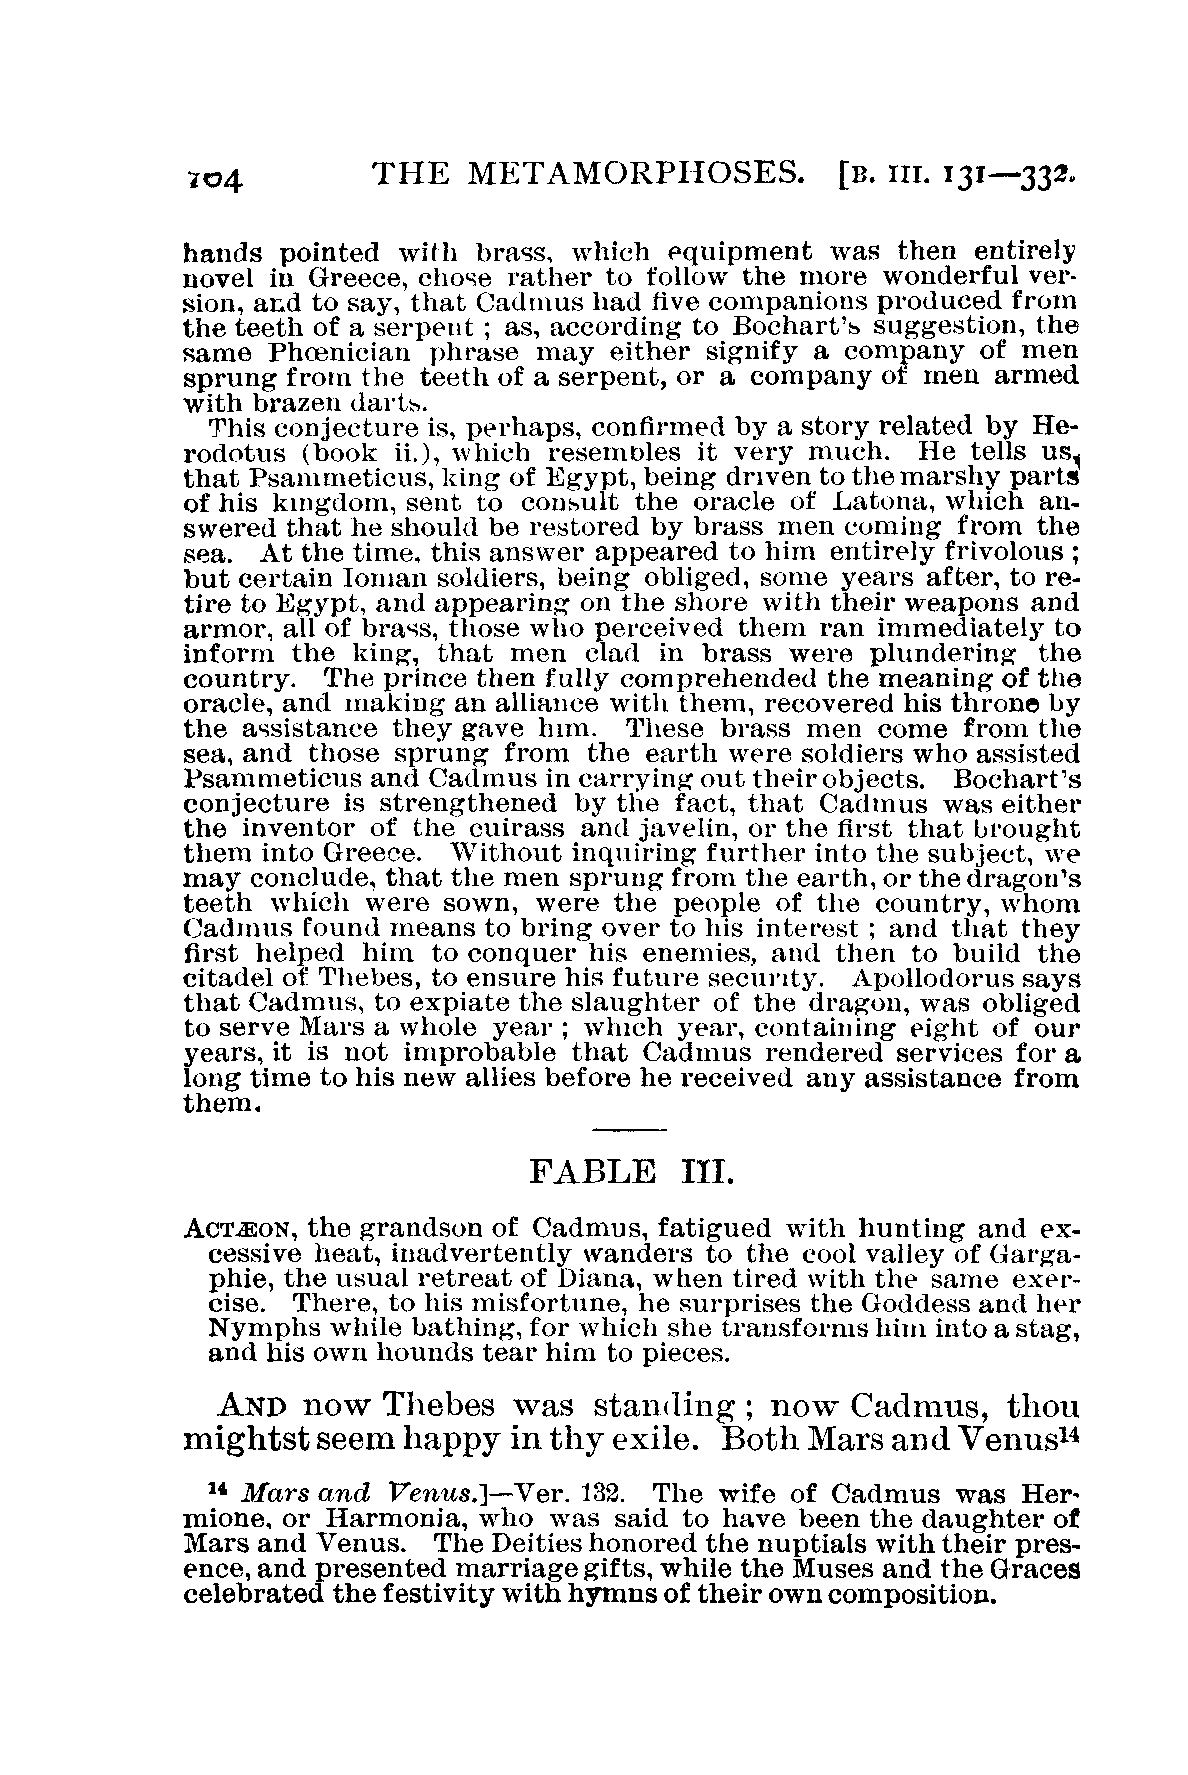 104 THE METAMORPHOSES. [B. III. 131—332.
hands pointed with brass, which equipment was then entirely
novel in Greece, chose rather to follow the more wonderful ver-
sion, and to say, that Cadmus had five companions produced from
the teeth of a serpent ; as, according to Bochart's suggestion, the
same Phœnician phrase may either signify a company of men
sprung from the teeth of a serpent, or a company of men armed
with brazen darts.
This conjecture is, perhaps, confirmed by a story related by He-
rodotus (book ii.), which resembles it very much. He tells us,
that Psammeticus, king of Egypt, being driven to the marshy parts
of his kingdom, sent to consult the oracle of Latona, which an-
swered that he should be restored by brass men coming from the
sea. At the time, this answer appeared to him entirely frivolous ;
but certain Ionian soldiers, being obliged, some years after, to re-
tire to Egypt, and appearing on the shore with their weapons and
armor, all of brass, those who perceived them ran immediately to
inform the king, that men clad in brass were plundering the
country. The prince then fully comprehended the meaning of the
oracle, and making an alliance with them, recovered his throne by
the assistance they gave him. These brass men come from the
sea, and those sprung from the earth were soldiers who assisted
Psammeticus and Cadmus in carrying out their objects. Bochart's
conjecture is strengthened by the fact, that Cadmus was either
the inventor of the cuirass and javelin, or the first that brought
them into Greece. Without inquiring further into the subject, we
may conclude, that the men sprung from the earth, or the dragon's
teeth which were sown, were the people of the country, whom
Cadmus found means to bring over to his interest ; and that they
first helped him to conquer his enemies, and then to build the
citadel of Thebes, to ensure his future security. Apollodorus says
that Cadmus, to expiate the slaughter of the dragon, was obliged
to serve Mars a whole year ; which year, containing eight of our
years, it is not improbable that Cadmus rendered services for a
long time to his new allies before he received any assistance from
them.
FABLE III.
ACTÆON, the grandson of Cadmus, fatigued with hunting and ex-
cessive heat, inadvertently wanders to the cool valley of Garga-
phie, the usual retreat of Diana, when tired with the same exer-
cise. There, to his misfortune, he surprises the Goddess and her
Nymphs while bathing, for which she transforms him into a stag,
and his own hounds tear him to pieces.
AND now Thebes was standing ; now Cadmus, thou
mightst seem happy in thy exile. Both Mars and Venus¹⁴
¹⁴ Mars and Venus.]—Ver. 132. The wife of Cadmus was Her-
mione, or Harmonia, who was said to have been the daughter of
Mars and Venus. The Deities honored the nuptials with their pres-
ence, and presented marriage gifts, while the Muses and the Graces
celebrated the festivity with hymns of their own composition.